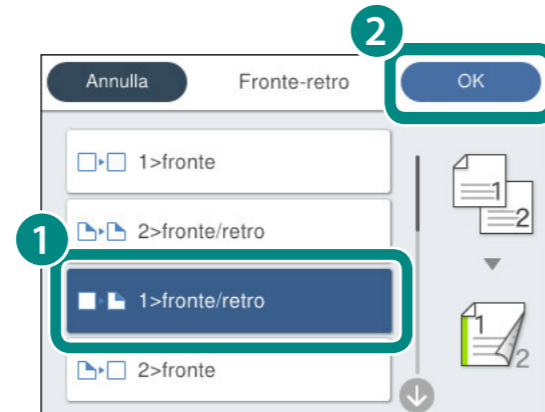 2
Annulla
Fronte-retro
OK
1>fronte
1
2
1
2>fronte/retro
1>fronte/retro
1
2
2>fronte